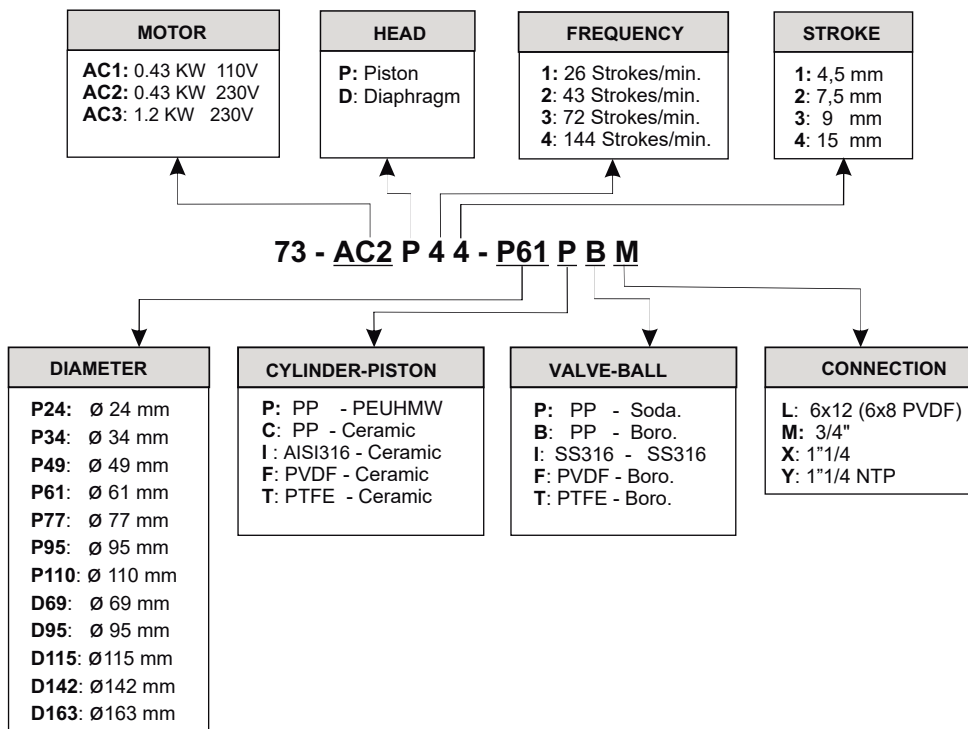 MOTOR
AC1: 0.43 KW 110V
AC2: 0.43 KW 230V
AC3: 1.2 KW 230V
HEAD
P: Piston
D: Diaphragm
FREQUENCY
1: 26 Strokes/min.
2: 43 Strokes/min.
3: 72 Strokes/min.
4: 144 Strokes/min.
STROKE
1: 4,5 mm
2: 7,5 mm
3: 9 mm
4: 15 mm
73 - AC2 P 4 4 - P61 P B M
DIAMETER
P24: Ø 24 mm
P34: Ø 34 mm
P49: Ø 49 mm
P61: Ø 61 mm
P77: Ø 77 mm
P95: Ø 95 mm
P110: Ø 110 mm
D69: Ø 69 mm
D95: Ø 95 mm
D115: Ø115 mm
D142: Ø142 mm
D163: Ø163 mm
CYLINDER-PISTON
P: PP - PEUHMW
C: PP - Ceramic
I : AISI316 - Ceramic
F: PVDF - Ceramic
T: PTFE - Ceramic
VALVE-BALL
P: PP - Soda.
B: PP - Boro.
I: SS316 - SS316
F: PVDF - Boro.
T: PTFE - Boro.
CONNECTION
L: 6x12 (6x8 PVDF)
M: 3/4"
X: 1"1/4
Y: 1"1/4 NTP